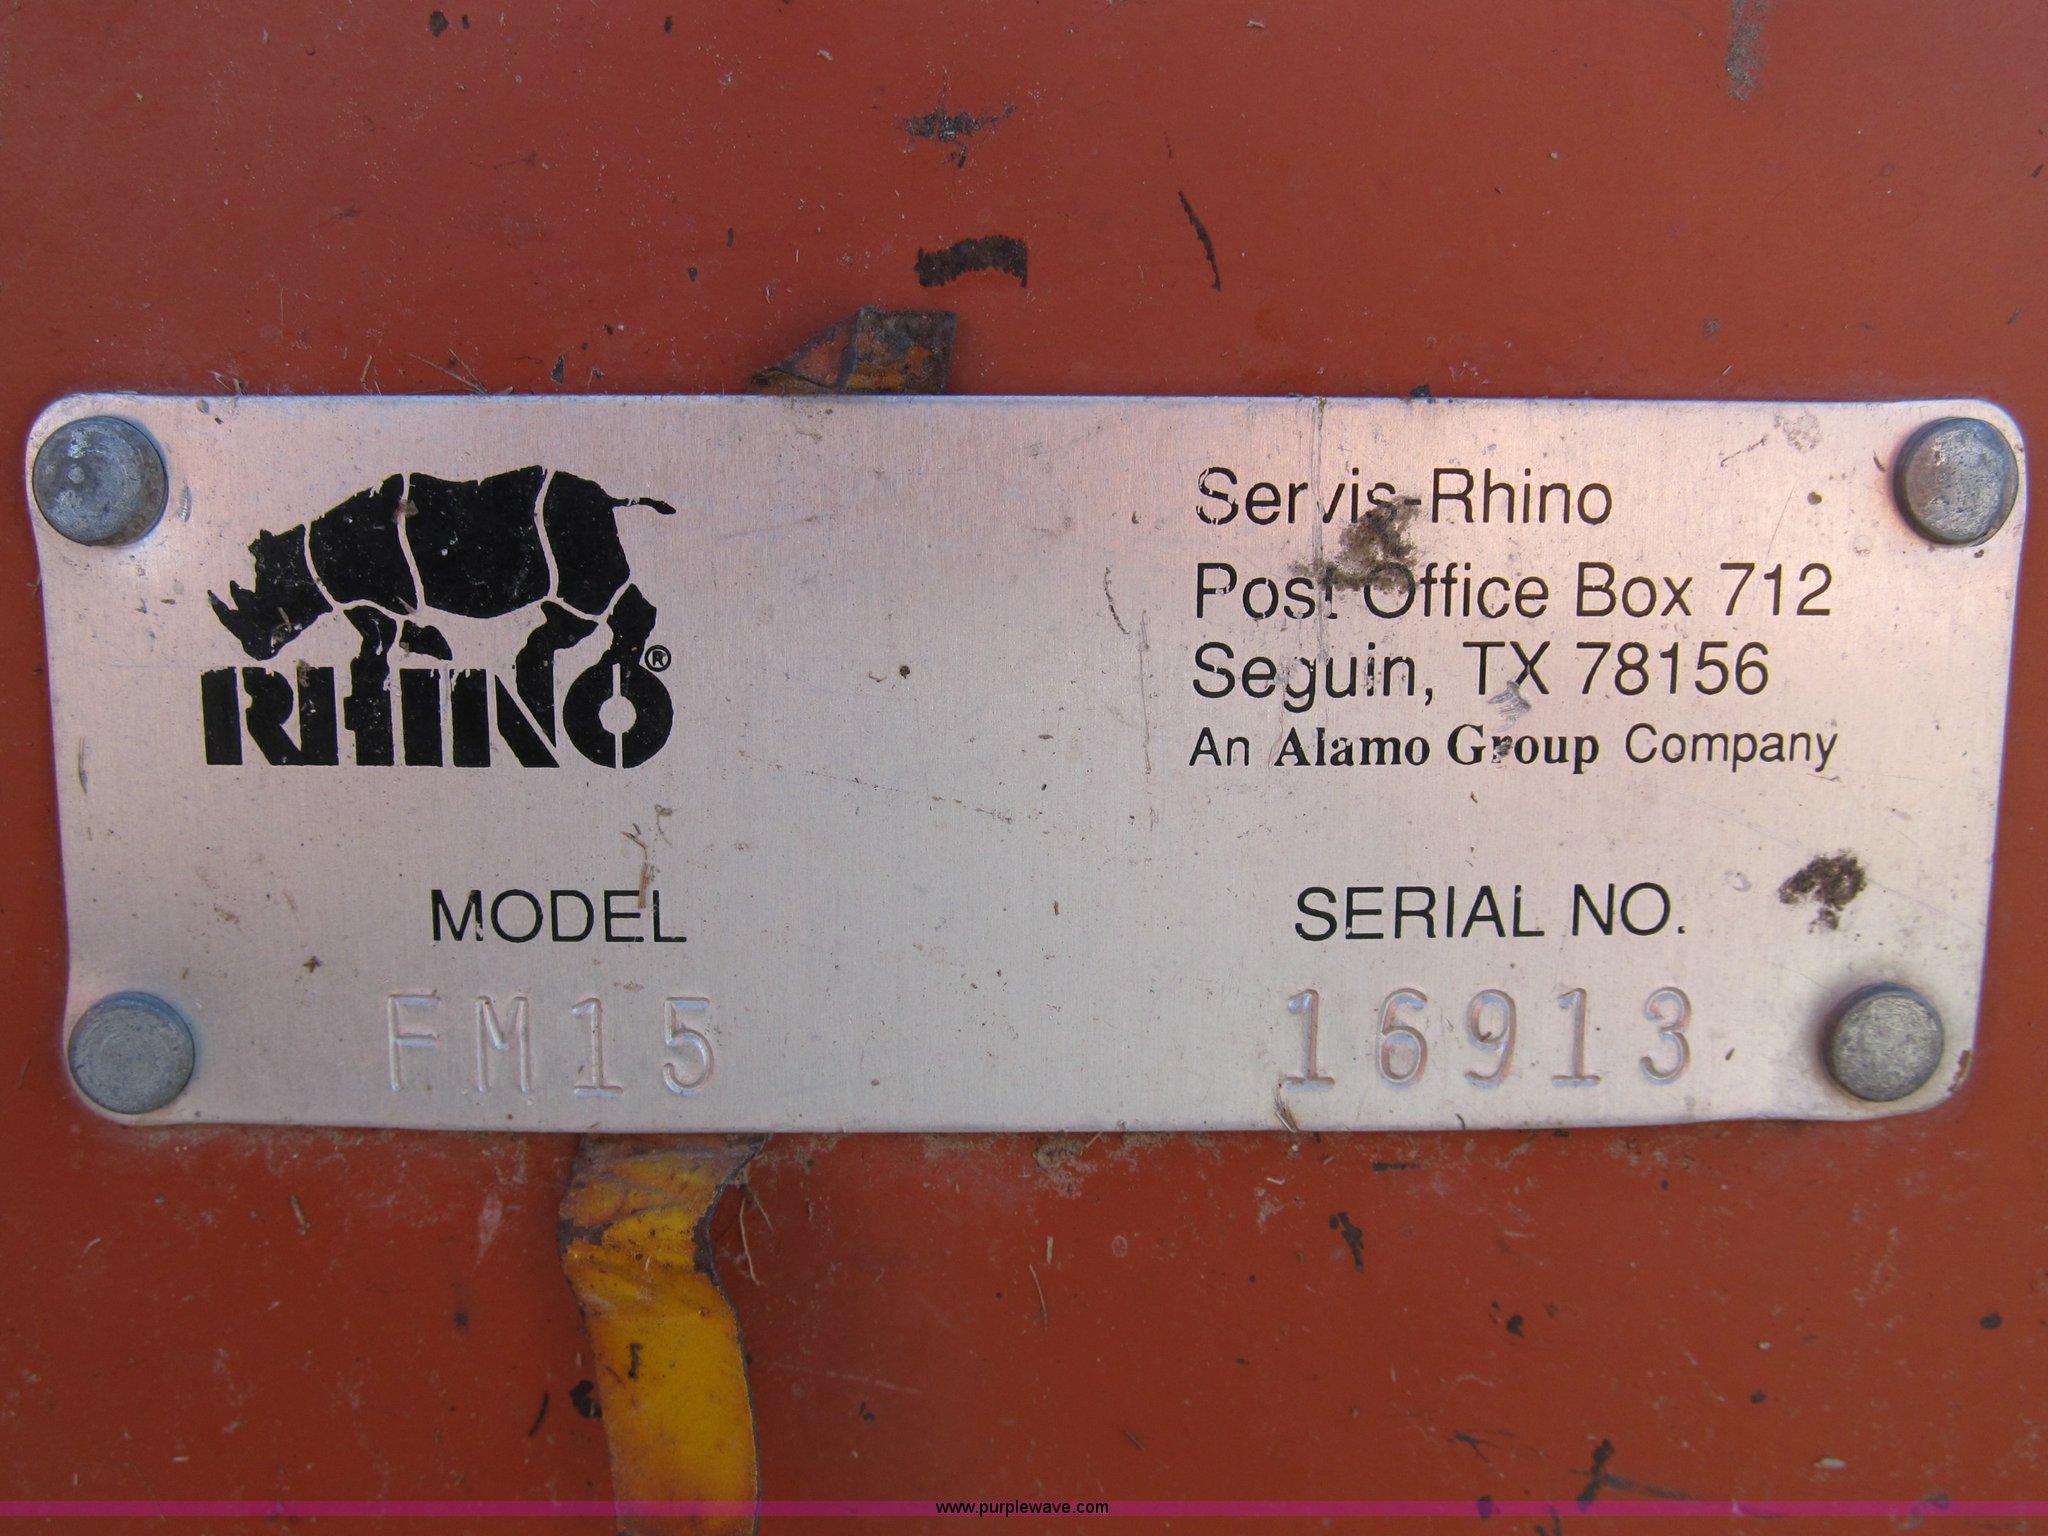 RHINO®
Servis-Rhino
Post Office Box 712
Seguin, TX 78156
An Alamo Group Company
MODEL
SERIAL NO.
FM15
16913
www.purplewave.com